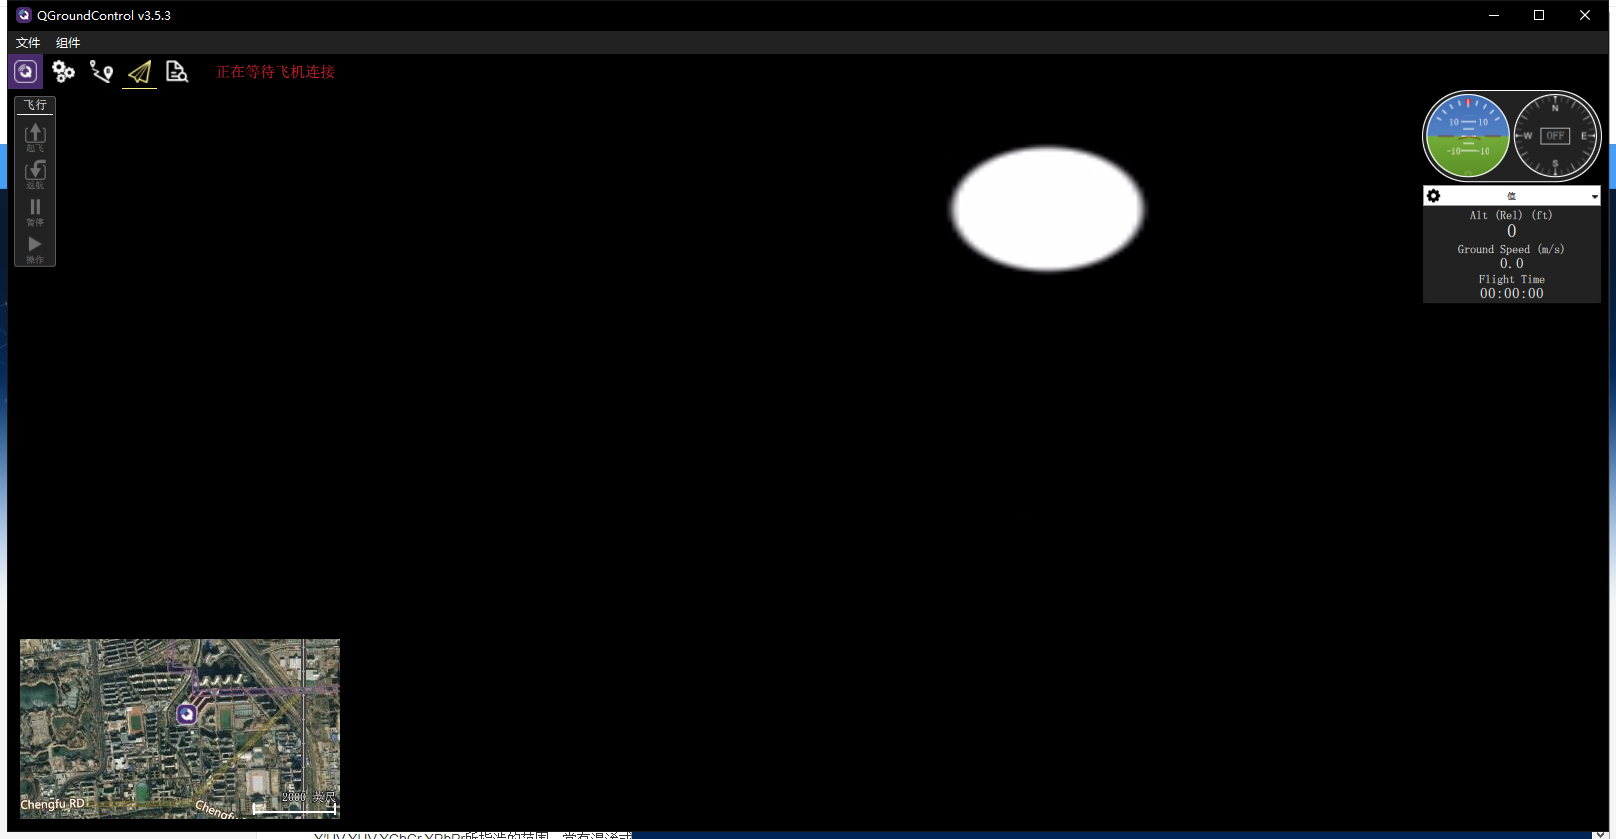 QGroundControl v3.5.3
文件 组件
正在等待飞机连接
飞行
起飞
返航
暂停
操作
10 10
-10 10
N
W OFF E
S
值
Alt (Rel) (ft)
0
Ground Speed (m/s)
0.0
Flight Time
00:00:00
2000 英尺
Chengfu RD
Chengfu